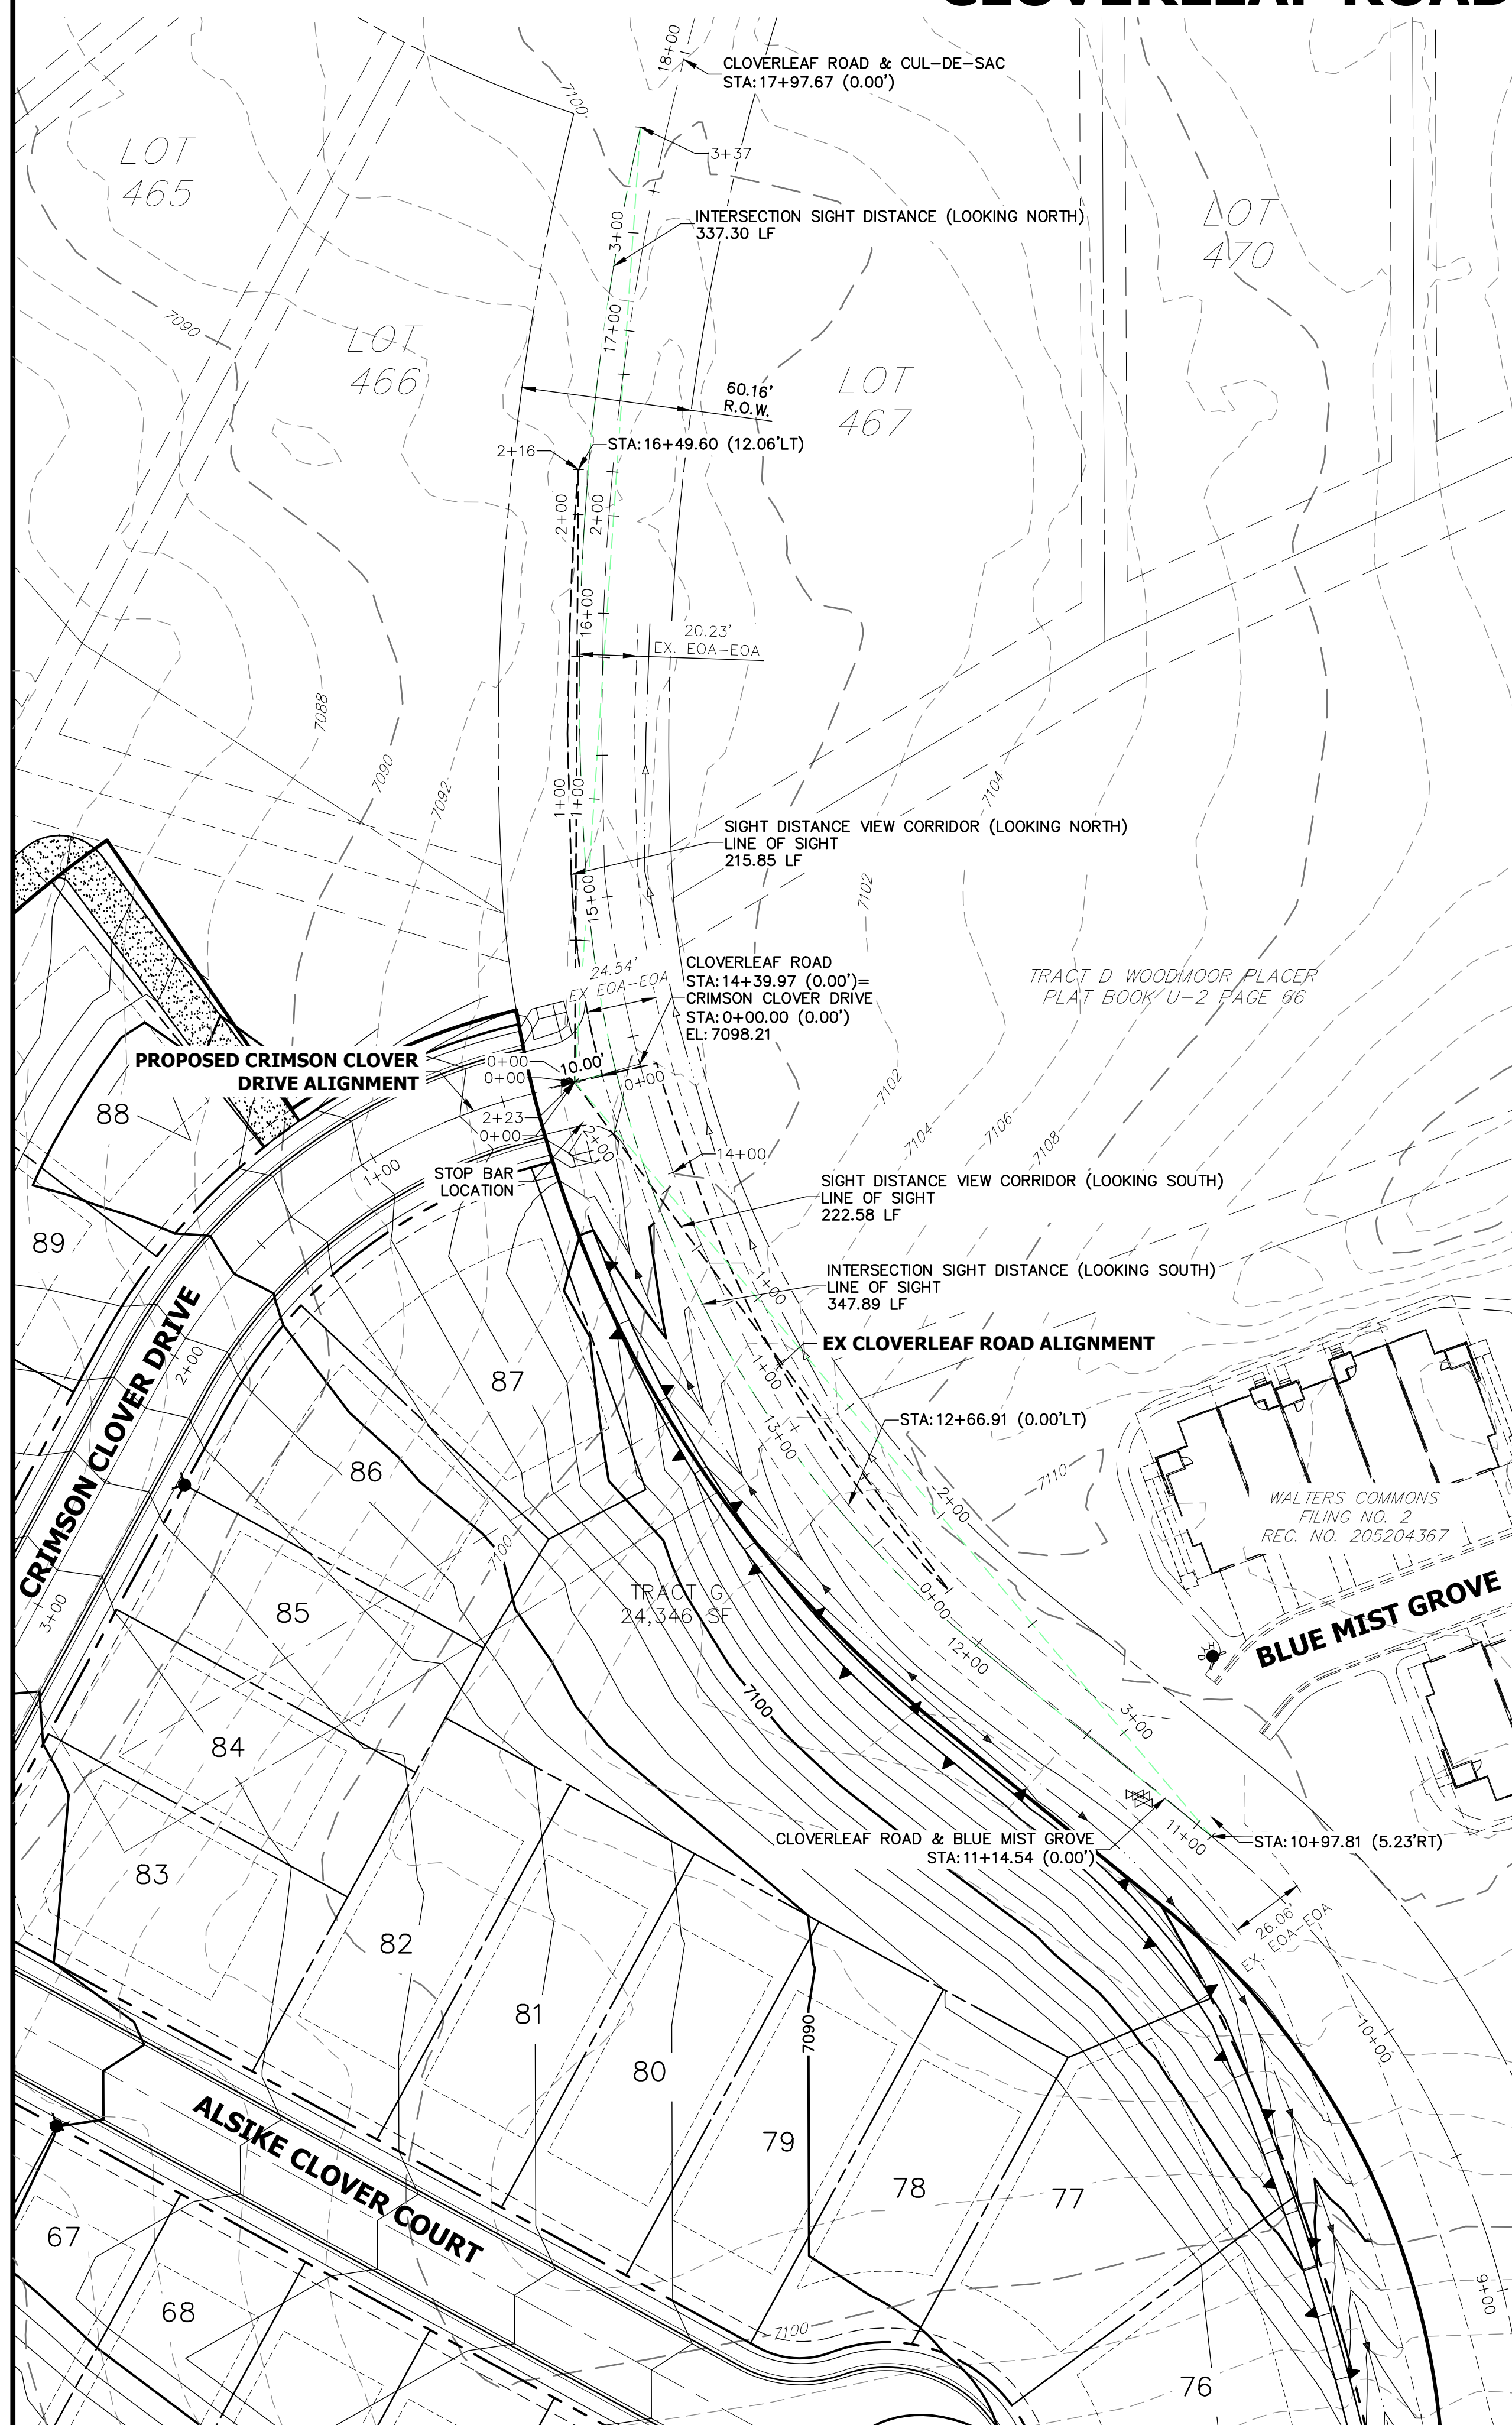 CLOVERLEAF ROAD
18+00
CLOVERLEAF ROAD & CUL-DE-SAC
STA: 17+97.67 (0.00')
7100
3+37
LOT
465
INTERSECTION SIGHT DISTANCE (LOOKING NORTH)
337.30 LF
3+00
LOT
470
7090
17+00
LOT
466
60.16'
R.O.W.
LOT
467
STA: 16+49.60 (12.06'LT)
2+16
2+00
2+00
16+00
20.23'
EX. EOA-EOA
7088
7090
7092
7104
1+00
1+00
SIGHT DISTANCE VIEW CORRIDOR (LOOKING NORTH)
LINE OF SIGHT
215.85 LF
15+00
7102
24.54'
EX EOA-EOA
CLOVERLEAF ROAD
STA: 14+39.97 (0.00')=
CRIMSON CLOVER DRIVE
STA: 0+00.00 (0.00')
EL: 7098.21
TRACT D WOODMOOR PLACER
PLAT BOOK U-2 PAGE 66
PROPOSED CRIMSON CLOVER
DRIVE ALIGNMENT
0+00
0+00
10.00'
0+00
7102
88
2+23
0+00
2+00
7104
7106
7108
14+00
1+00
STOP BAR
LOCATION
SIGHT DISTANCE VIEW CORRIDOR (LOOKING SOUTH)
LINE OF SIGHT
222.58 LF
89
INTERSECTION SIGHT DISTANCE (LOOKING SOUTH)
LINE OF SIGHT
347.89 LF
1+00
EX CLOVERLEAF ROAD ALIGNMENT
CRIMSON CLOVER DRIVE
2+00
87
1+00
STA: 12+66.91 (0.00'LT)
13+00
86
7110
2+00
WALTERS COMMONS
FILING NO. 2
REC. NO. 205204367
7100
0+00
TRACT G
24,346 SF
85
3+00
BLUE MIST GROVE
12+00
7100
3+00
84
CLOVERLEAF ROAD & BLUE MIST GROVE
STA: 11+14.54 (0.00')
11+00
STA: 10+97.81 (5.23'RT)
83
26.06'
EX. EOA-EOA
82
81
7090
10+00
80
79
78
77
ALSIKE CLOVER COURT
67
68
9+00
7100
76